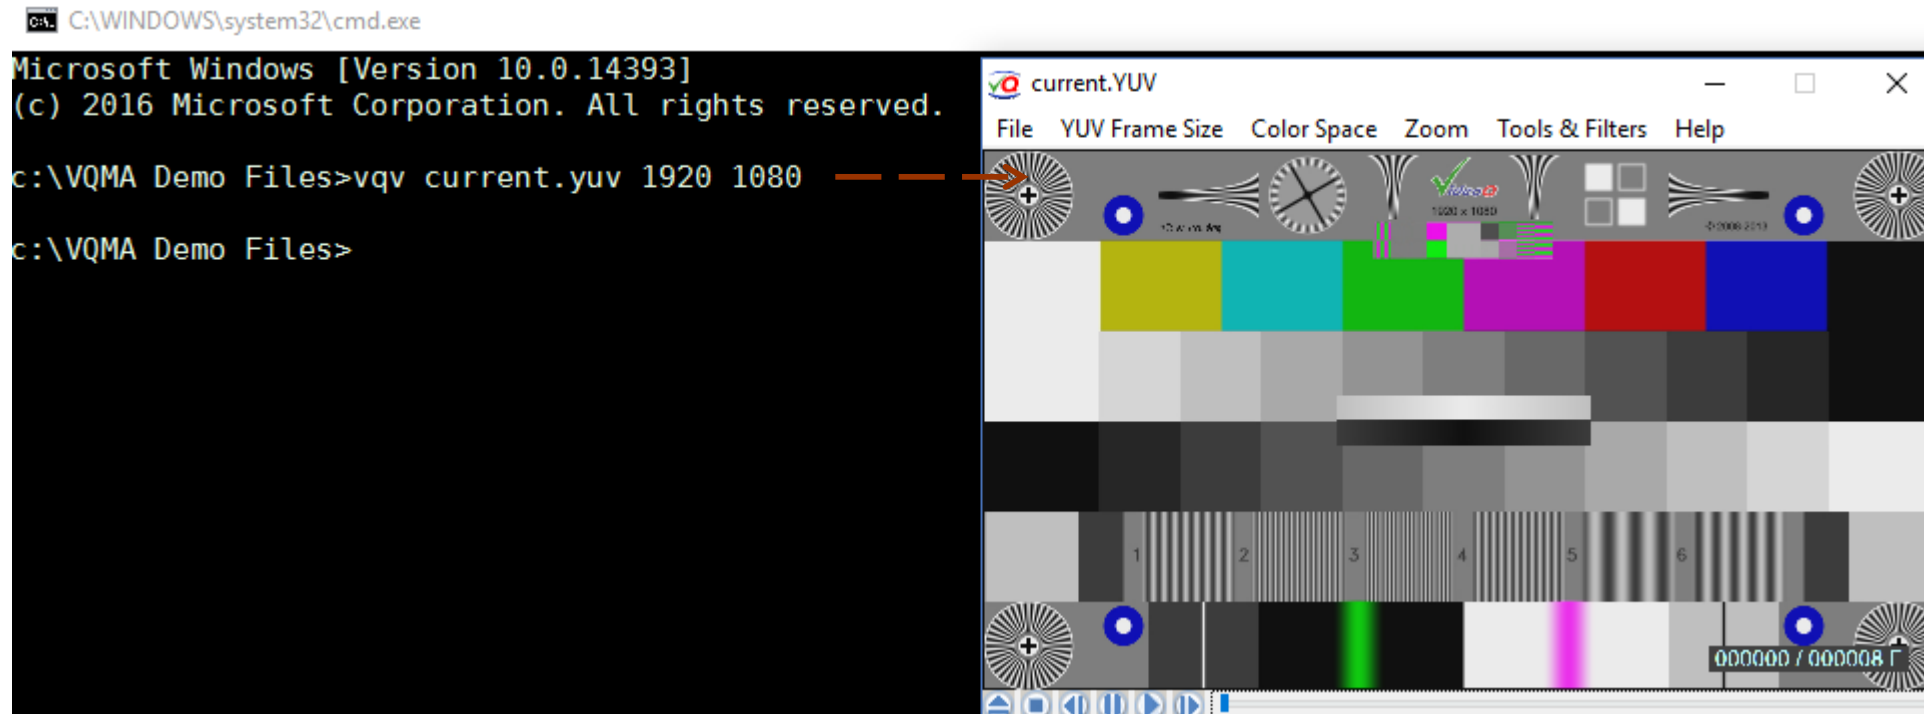 C:\WINDOWS\system32\cmd.exe
Microsoft Windows [Version 10.0.14393]
(c) 2016 Microsoft Corporation. All rights reserved.
c:\VQMA Demo Files>vqv current.yuv 1920 1080
c:\VQMA Demo Files>
current.YUV
File YUV Frame Size Color Space Zoom Tools & Filters Help
1920 x 1080
© 2008-2013
1 2 3 4 5 6
000000 / 000008 F